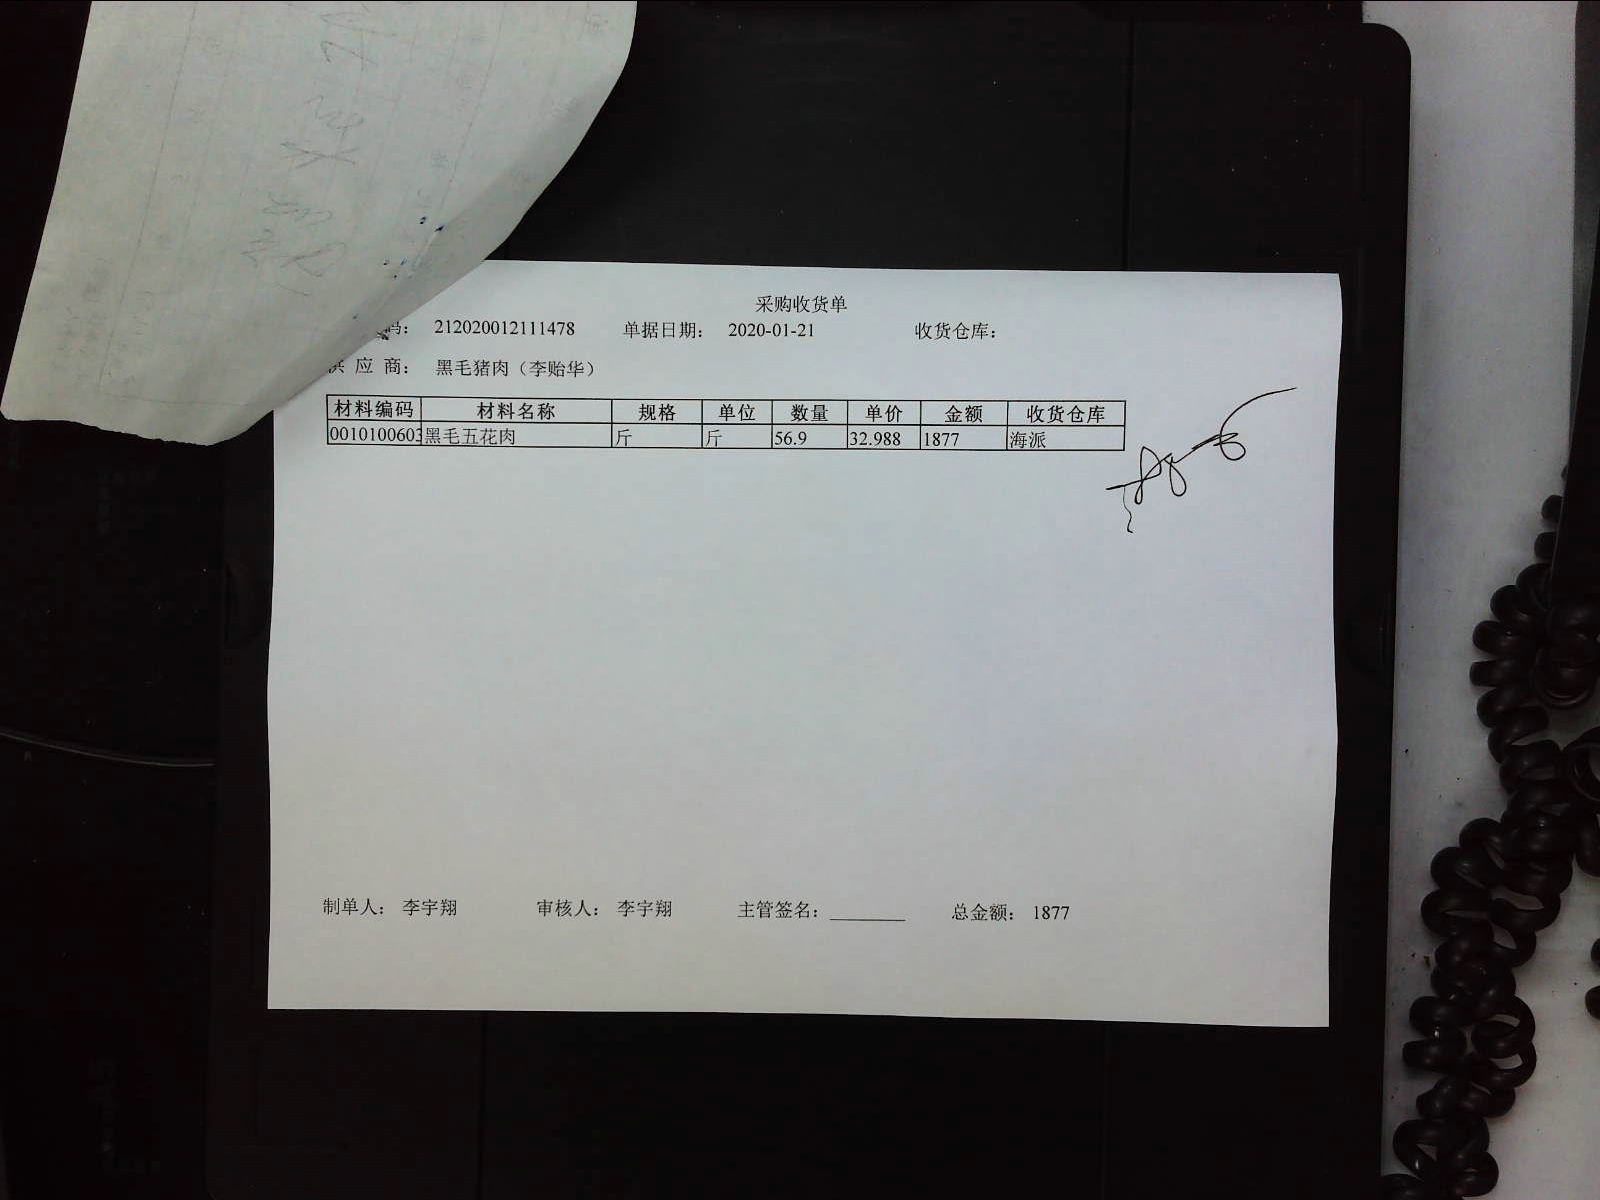 采购收货单
码： 212020012111478 单据日期： 2020-01-21 收货仓库：
供 应 商： 黑毛猪肉（李贻华）
材料编码 材料名称 规格 单位 数量 单价 金额 收货仓库
0010100603 黑毛五花肉 斤 斤 56.9 32.988 1877 海派
制单人： 李宇翔 审核人： 李宇翔 主管签名： 总金额： 1877